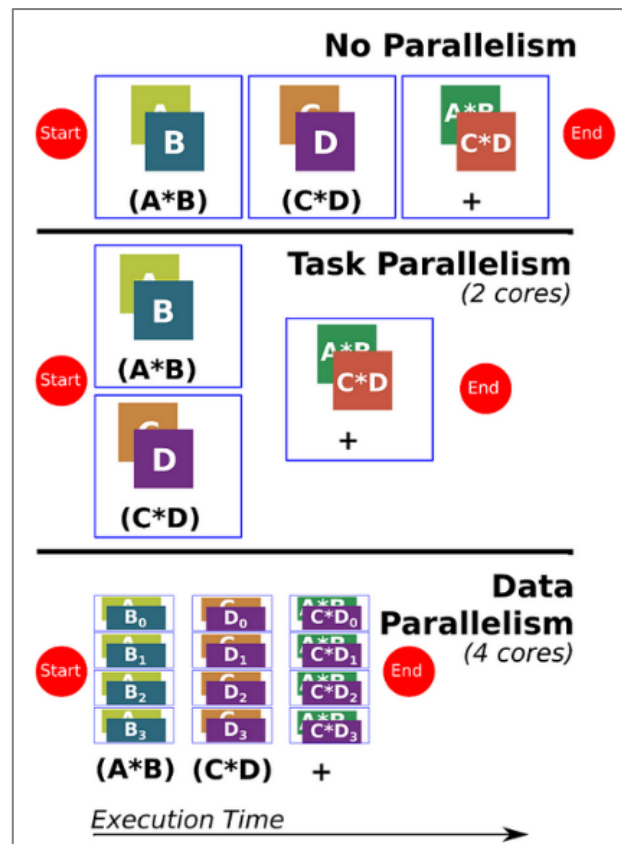 No Parallelism
Start
A
B
(A*B)
C
D
(C*D)
A*B
C*D
+
End
Task Parallelism
(2 cores)
Start
A
B
(A*B)
C
D
(C*D)
A*B
C*D
+
End
Data
Parallelism
(4 cores)
Start
B₀
D₀
A*B
C*D₀
B₁
D₁
A*B
C*D₁
B₂
D₂
A*B
C*D₂
B₃
D₃
A*B
C*D₃
End
(A*B) (C*D) +
Execution Time